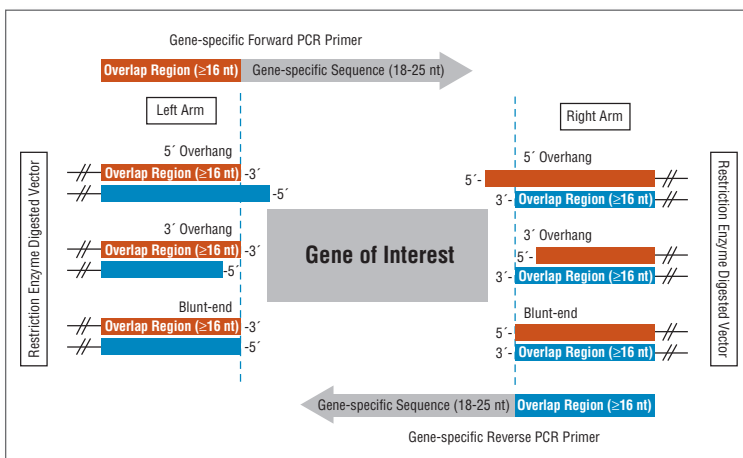 Gene-specific Forward PCR Primer
Overlap Region (≥16 nt) Gene-specific Sequence (18-25 nt)
Left Arm
Right Arm
Restriction Enzyme Digested Vector
5´ Overhang
Overlap Region (≥16 nt) -3´
-5´
3´ Overhang
Overlap Region (≥16 nt) -3´
-5´
Blunt-end
Overlap Region (≥16 nt) -3´
-5´
Gene of Interest
5´ Overhang
5´-
3´- Overlap Region (≥16 nt)
3´ Overhang
5´-
3´- Overlap Region (≥16 nt)
Blunt-end
5´-
3´- Overlap Region (≥16 nt)
Restriction Enzyme Digested Vector
Gene-specific Sequence (18-25 nt) Overlap Region (≥16 nt)
Gene-specific Reverse PCR Primer